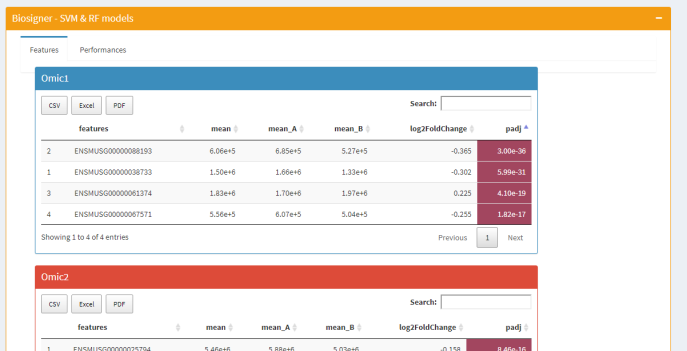 Biosigner - SVM & RF models −
Features Performances
Omic1
CSV Excel PDF Search:
features mean mean_A mean_B log2FoldChange padj
2 ENSMUSG00000088193 6.06e+5 6.85e+5 5.27e+5 -0.365 3.00e-36
1 ENSMUSG00000038733 1.50e+6 1.66e+6 1.33e+6 -0.302 5.99e-31
3 ENSMUSG00000061374 1.83e+6 1.70e+6 1.97e+6 0.225 4.10e-19
4 ENSMUSG00000067571 5.56e+5 6.07e+5 5.04e+5 -0.255 1.82e-17
Showing 1 to 4 of 4 entries Previous 1 Next
Omic2
CSV Excel PDF Search:
features mean mean_A mean_B log2FoldChange padj
1 ENSMUSG00000025794 5.46e+6 5.88e+6 5.03e+6 -0.158 8.46e-16